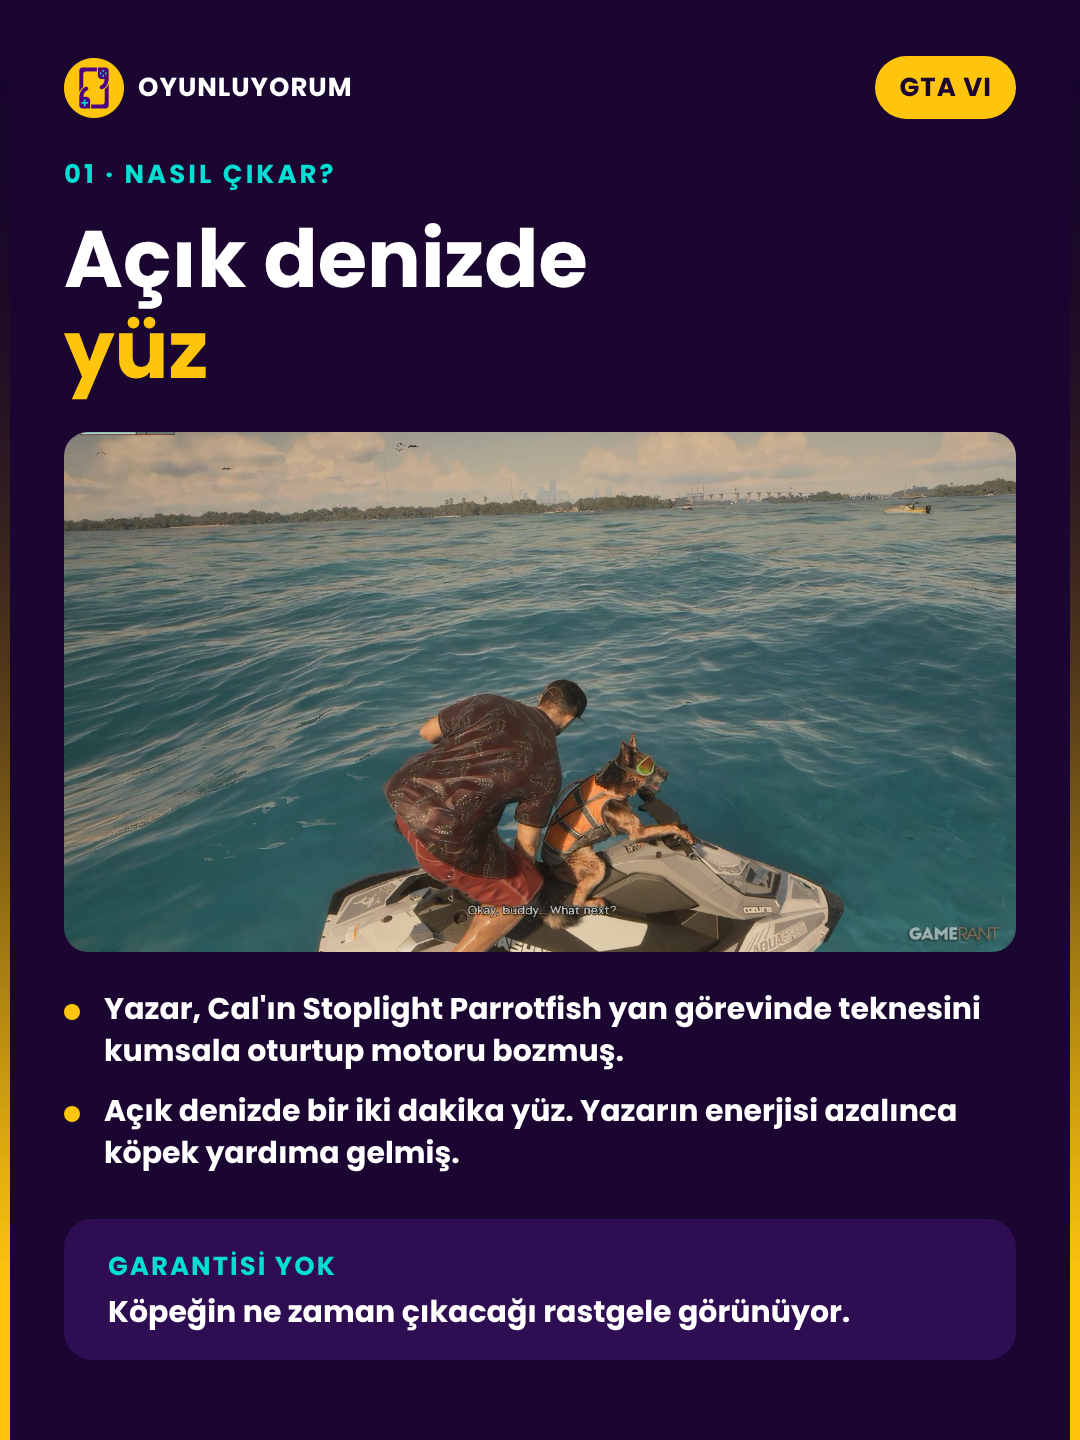 OYUNLUYORUM
GTA VI
01 · NASIL ÇIKAR?
Açık denizde
yüz
Okay, buddy... What next?
azure
GAMERANT
Yazar, Cal'ın Stoplight Parrotfish yan görevinde teknesini
kumsala oturtup motoru bozmuş.
Açık denizde bir iki dakika yüz. Yazarın enerjisi azalınca
köpek yardıma gelmiş.
GARANTİSİ YOK
Köpeğin ne zaman çıkacağı rastgele görünüyor.